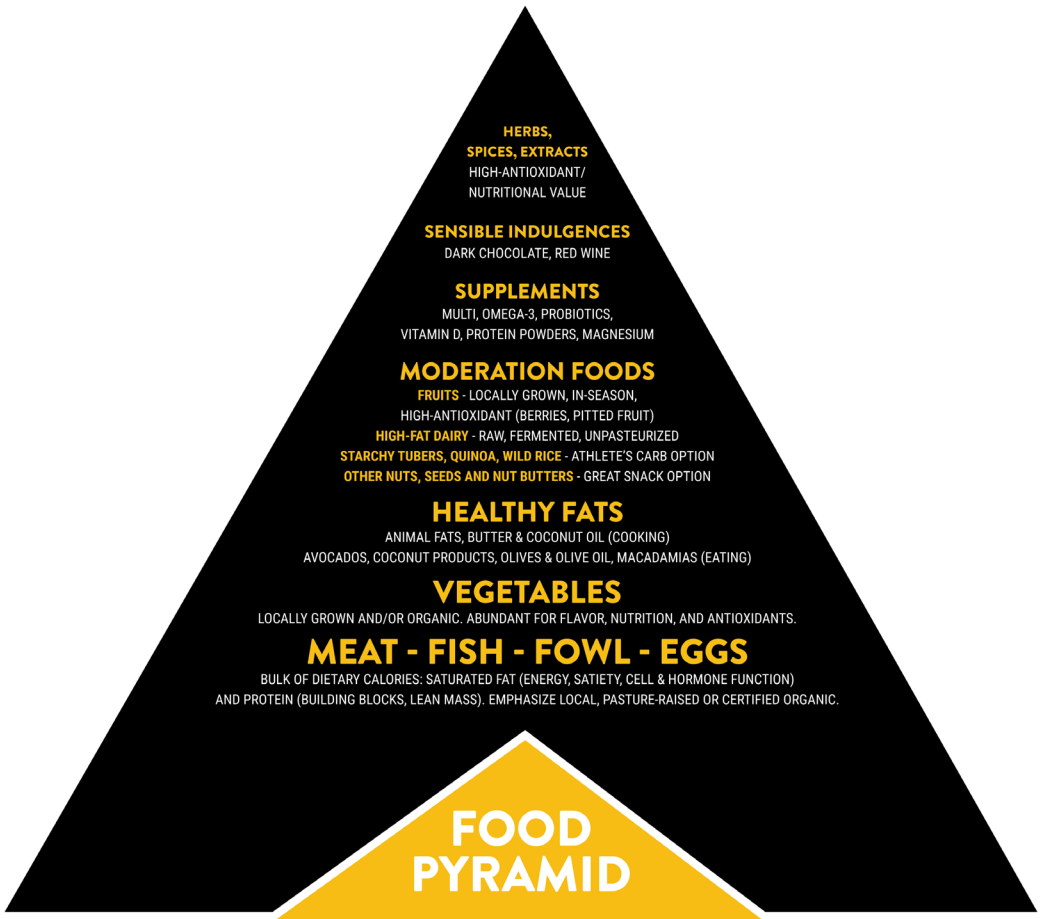 HERBS,
SPICES, EXTRACTS
HIGH-ANTIOXIDANT/
NUTRITIONAL VALUE
SENSIBLE INDULGENCES
DARK CHOCOLATE, RED WINE
SUPPLEMENTS
MULTI, OMEGA-3, PROBIOTICS,
VITAMIN D, PROTEIN POWDERS, MAGNESIUM
MODERATION FOODS
FRUITS - LOCALLY GROWN, IN-SEASON,
HIGH-ANTIOXIDANT (BERRIES, PITTED FRUIT)
HIGH-FAT DAIRY - RAW, FERMENTED, UNPASTEURIZED
STARCHY TUBERS, QUINOA, WILD RICE - ATHLETE'S CARB OPTION
OTHER NUTS, SEEDS AND NUT BUTTERS - GREAT SNACK OPTION
HEALTHY FATS
ANIMAL FATS, BUTTER & COCONUT OIL (COOKING)
AVOCADOS, COCONUT PRODUCTS, OLIVES & OLIVE OIL, MACADAMIAS (EATING)
VEGETABLES
LOCALLY GROWN AND/OR ORGANIC. ABUNDANT FOR FLAVOR, NUTRITION, AND ANTIOXIDANTS.
MEAT - FISH - FOWL - EGGS
BULK OF DIETARY CALORIES: SATURATED FAT (ENERGY, SATIETY, CELL & HORMONE FUNCTION)
AND PROTEIN (BUILDING BLOCKS, LEAN MASS). EMPHASIZE LOCAL, PASTURE-RAISED OR CERTIFIED ORGANIC.
FOOD
PYRAMID